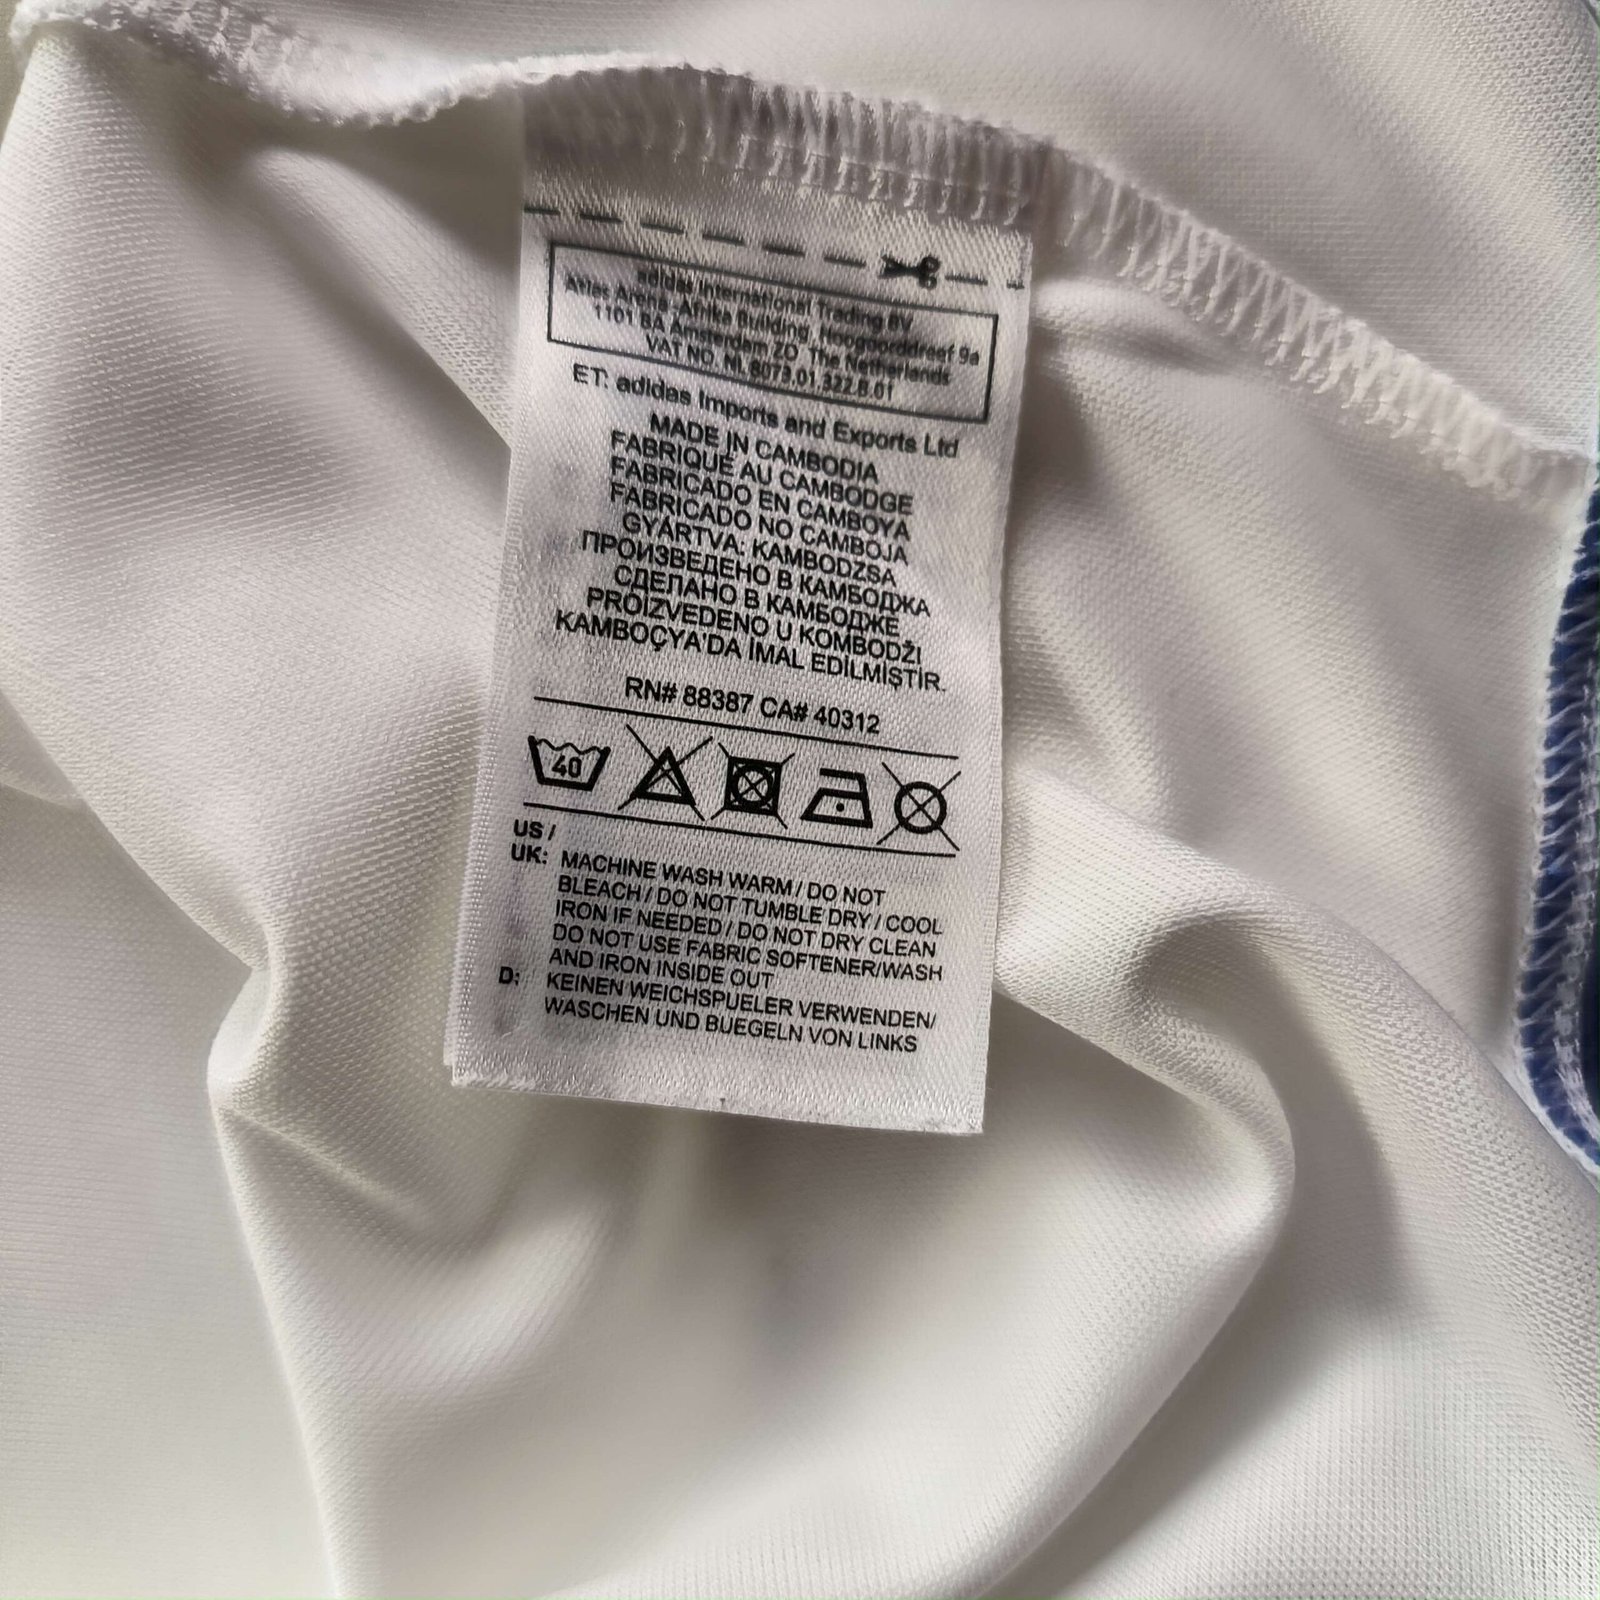 adidas International Trading BV
Atlas Arena, Afrika Building, Hoogoorddreef 9a
1101 BA Amsterdam ZO The Netherlands
VAT NO. NL 8073.01.322.B.01
ET: adidas Imports and Exports Ltd
MADE IN CAMBODIA
FABRIQUÉ AU CAMBODGE
FABRICADO EN CAMBOYA
FABRICADO NO CAMBOJA
GYÁRTVA: KAMBODZSA
ПРОИЗВЕДЕНО В КАМБОДЖА
СДЕЛАНО В КАМБОДЖЕ
PROIZVEDENO U KOMBODŽI
KAMBOÇYA'DA İMAL EDİLMİŞTİR.
RN# 88387 CA# 40312
40
US /
UK: MACHINE WASH WARM / DO NOT
BLEACH / DO NOT TUMBLE DRY / COOL
IRON IF NEEDED / DO NOT DRY CLEAN
DO NOT USE FABRIC SOFTENER/WASH
AND IRON INSIDE OUT
D: KEINEN WEICHSPUELER VERWENDEN/
WASCHEN UND BUEGELN VON LINKS